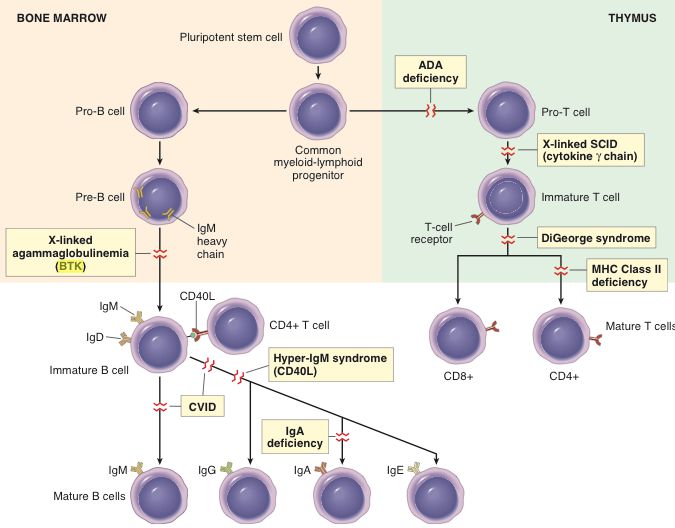 BONE MARROW
THYMUS
Pluripotent stem cell
ADA
deficiency
Pro-B cell
Common
myeloid-lymphoid
progenitor
Pro-T cell
X-linked SCID
(cytokine γ chain)
Pre-B cell
IgM
heavy
chain
Immature T cell
T-cell
receptor
X-linked
agammaglobulinemia
(BTK)
DiGeorge syndrome
MHC Class II
deficiency
IgM
IgD
CD40L
CD4+ T cell
Immature B cell
Mature T cells
CD8+
CD4+
Hyper-IgM syndrome
(CD40L)
CVID
IgA
deficiency
IgM
IgG
IgA
IgE
Mature B cells